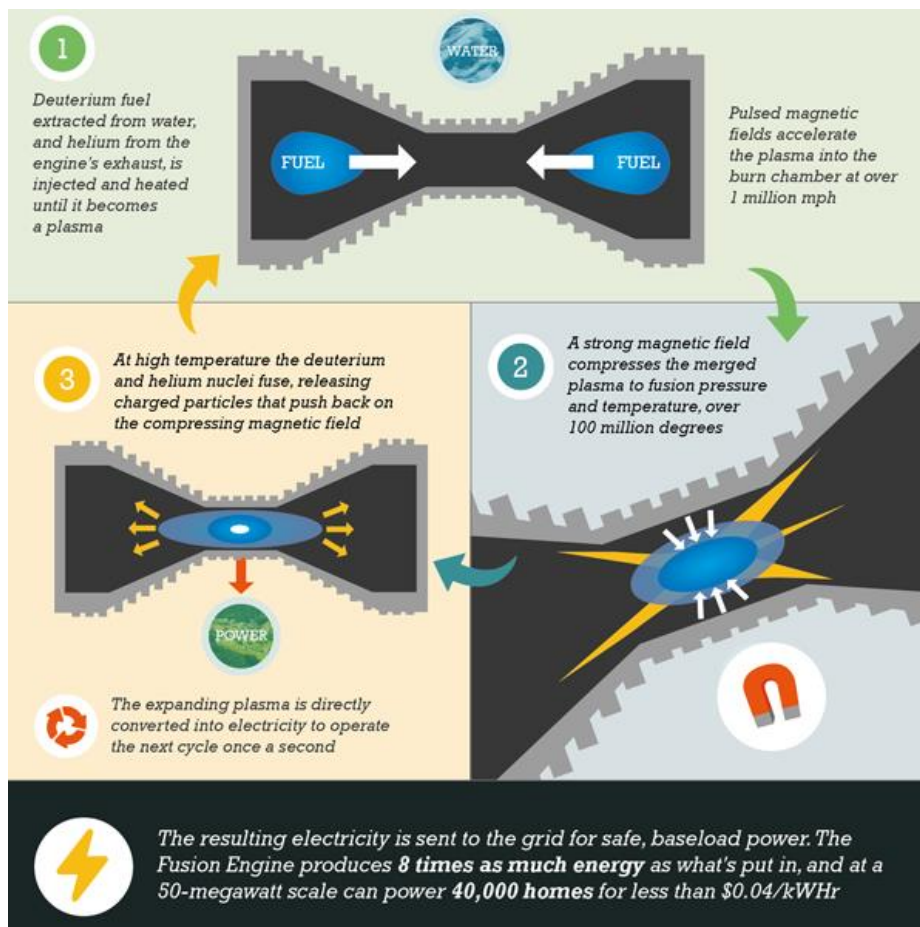 1
Deuterium fuel
extracted from water,
and helium from the
engine's exhaust, is
injected and heated
until it becomes
a plasma
WATER
FUEL
FUEL
Pulsed magnetic
fields accelerate
the plasma into the
burn chamber at over
1 million mph
2
A strong magnetic field
compresses the merged
plasma to fusion pressure
and temperature, over
100 million degrees
3
At high temperature the deuterium
and helium nuclei fuse, releasing
charged particles that push back on
the compressing magnetic field
POWER
The expanding plasma is directly
converted into electricity to operate
the next cycle once a second
The resulting electricity is sent to the grid for safe, baseload power. The
Fusion Engine produces 8 times as much energy as what's put in, and at a
50-megawatt scale can power 40,000 homes for less than $0.04/kWHr